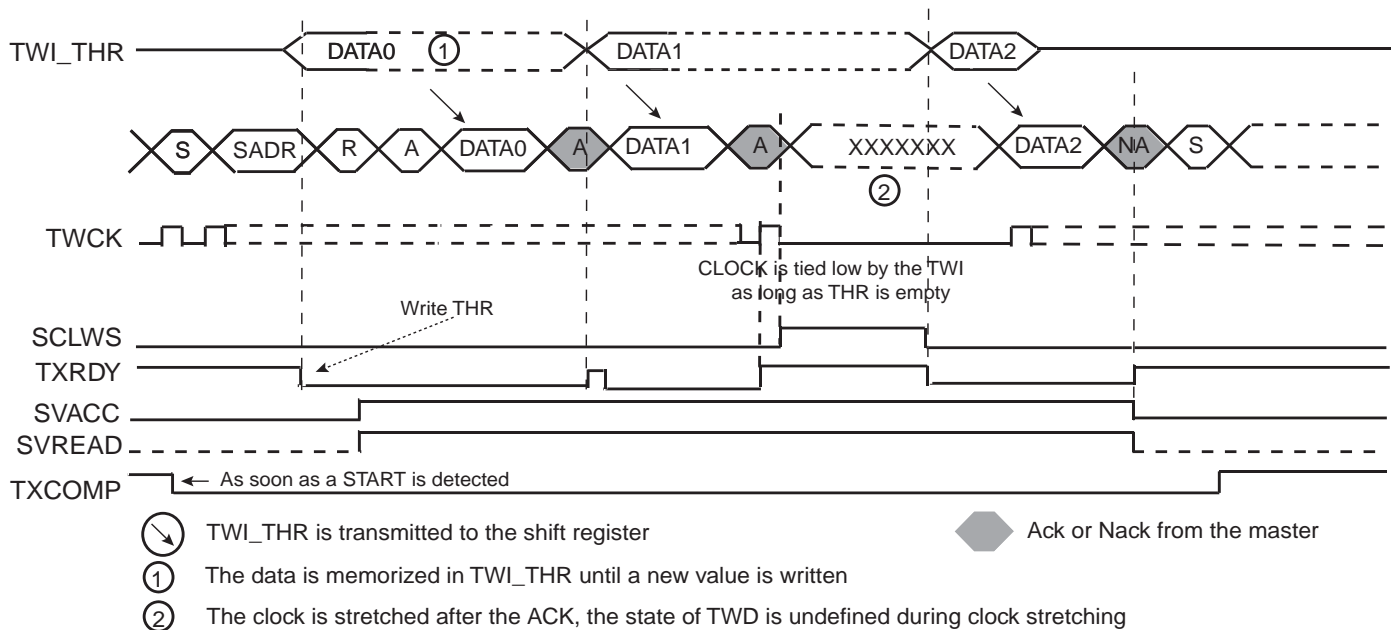 TWI_THR DATA0 1 DATA1 DATA2
S SADR R A DATA0 A DATA1 A XXXXXXX DATA2 NA S
2
TWCK
CLOCK is tied low by the TWI
as long as THR is empty
Write THR
SCLWS
TXRDY
SVACC
SVREAD
As soon as a START is detected
TXCOMP
TWI_THR is transmitted to the shift register
Ack or Nack from the master
1 The data is memorized in TWI_THR until a new value is written
2 The clock is stretched after the ACK, the state of TWD is undefined during clock stretching